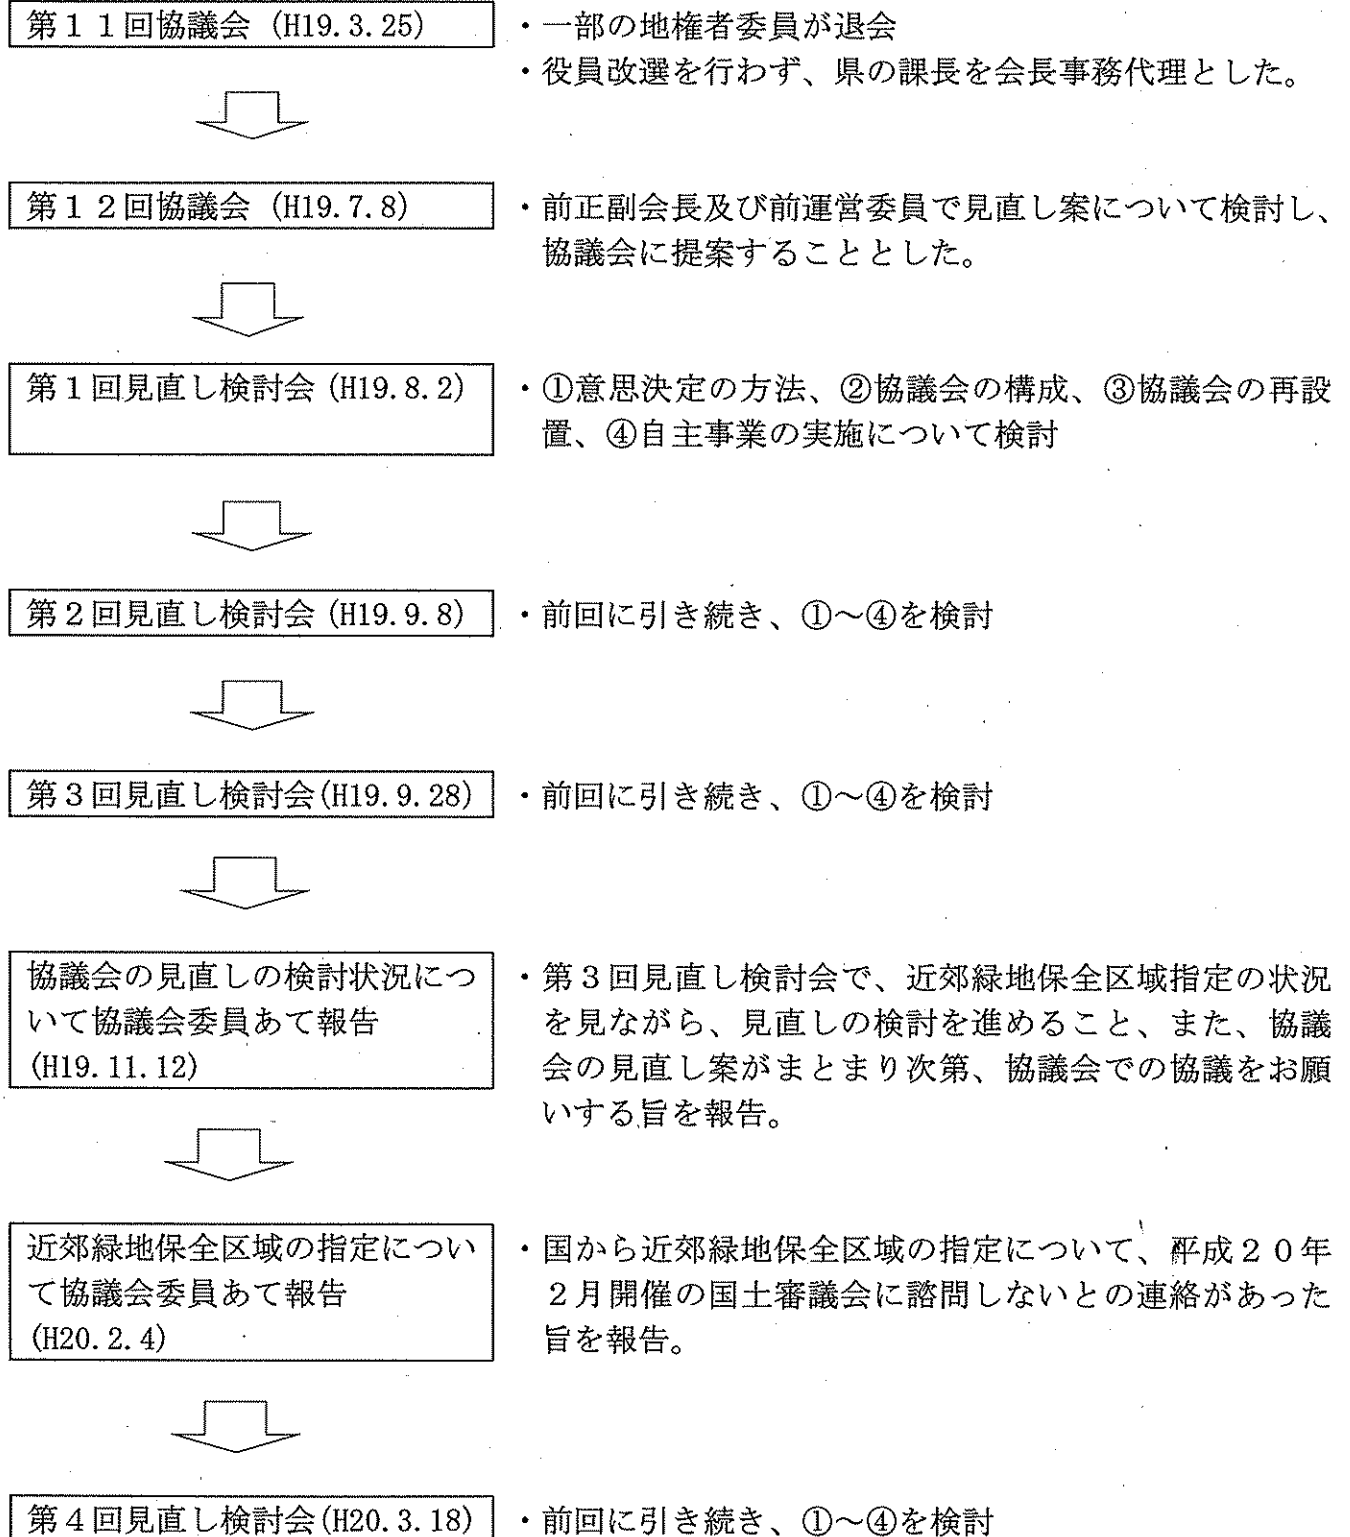 第１１回協議会 (H19.3.25)
・一部の地権者委員が退会
・役員改選を行わず、県の課長を会長事務代理とした。
第１２回協議会 (H19.7.8)
・前正副会長及び前運営委員で見直し案について検討し、
協議会に提案することとした。
第１回見直し検討会 (H19.8.2)
・①意思決定の方法、②協議会の構成、③協議会の再設
置、④自主事業の実施について検討
第２回見直し検討会 (H19.9.8)
・前回に引き続き、①～④を検討
第３回見直し検討会(H19.9.28)
・前回に引き続き、①～④を検討
協議会の見直しの検討状況につ
いて協議会委員あて報告
(H19.11.12)
・第３回見直し検討会で、近郊緑地保全区域指定の状況
を見ながら、見直しの検討を進めること、また、協議
会の見直し案がまとまり次第、協議会での協議をお願
いする旨を報告。
近郊緑地保全区域の指定につい
て協議会委員あて報告
(H20.2.4)
・国から近郊緑地保全区域の指定について、平成２０年
２月開催の国土審議会に諮問しないとの連絡があった
旨を報告。
第４回見直し検討会(H20.3.18)
・前回に引き続き、①～④を検討